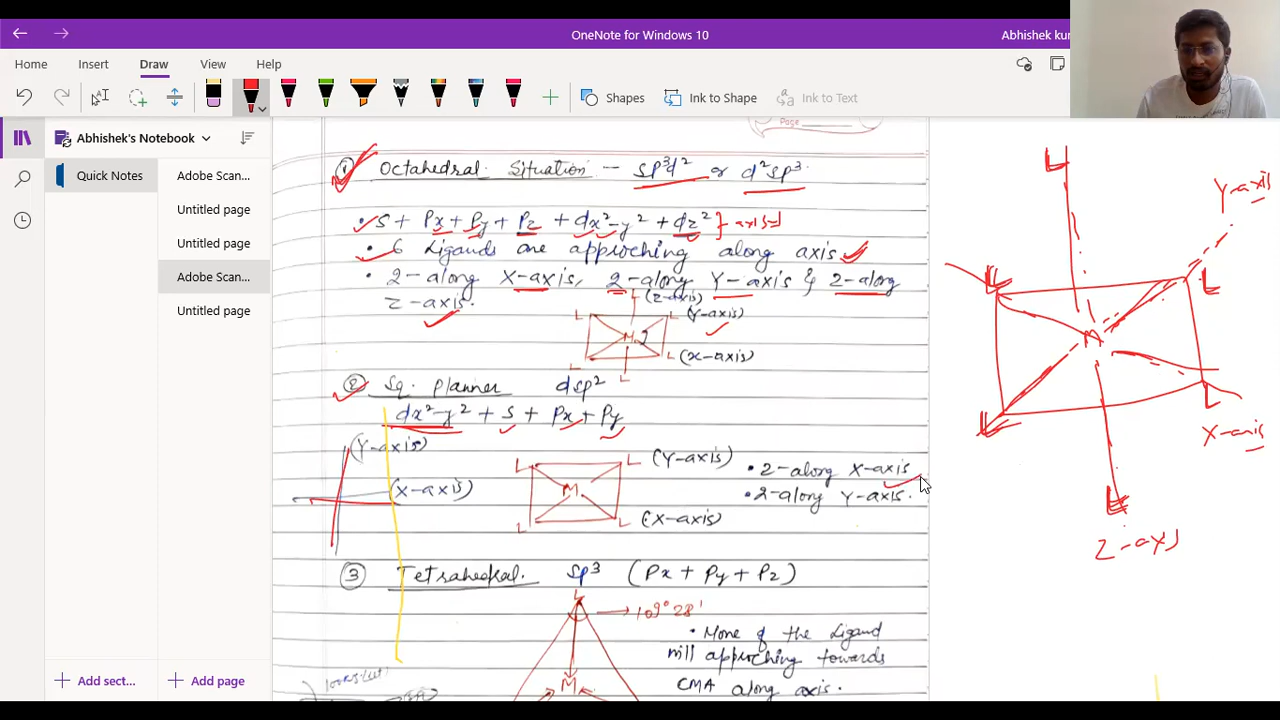 OneNote for Windows 10
Abhishek kum
Home Insert Draw View Help
Shapes Ink to Shape Ink to Text
Abhishek's Notebook
Quick Notes
Adobe Scan...
Untitled page
Untitled page
Adobe Scan...
Untitled page
Add sect...
Add page
Page
① Octahedral Situation - sp³d² or d²sp³.
• S + Px + Py + Pz + dx²-y² + dz² } axis
• 6 Ligands are approching along axis
• 2-along X-axis, 2-along Y-axis & 2-along
Z-axis.
L (Z-axis)
L L (Y-axis)
M
L L (X-axis)
L
② Sq. planner dsp²
dx²-y² + S + Px + Py
(Y-axis)
(X-axis)
L L (Y-axis)
M
L L (X-axis)
• 2-along X-axis
• 2-along Y-axis.
③ Tetrahedral. Sp³ (Px + Py + Pz)
L
109°28'
M
• None of the Ligand
will approching towards
CMA along axis.
L
Y-axis
L L
M
L L
X-axis
L
Z-axis